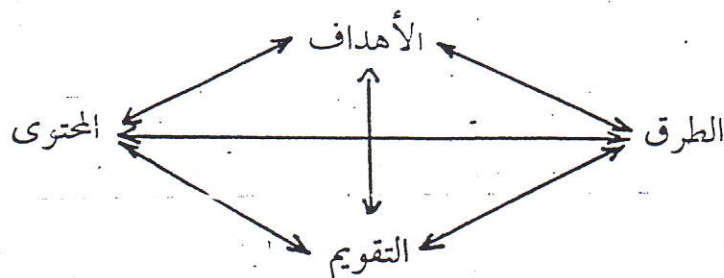 الأهداف
الطرق
المحتوى
التقويم